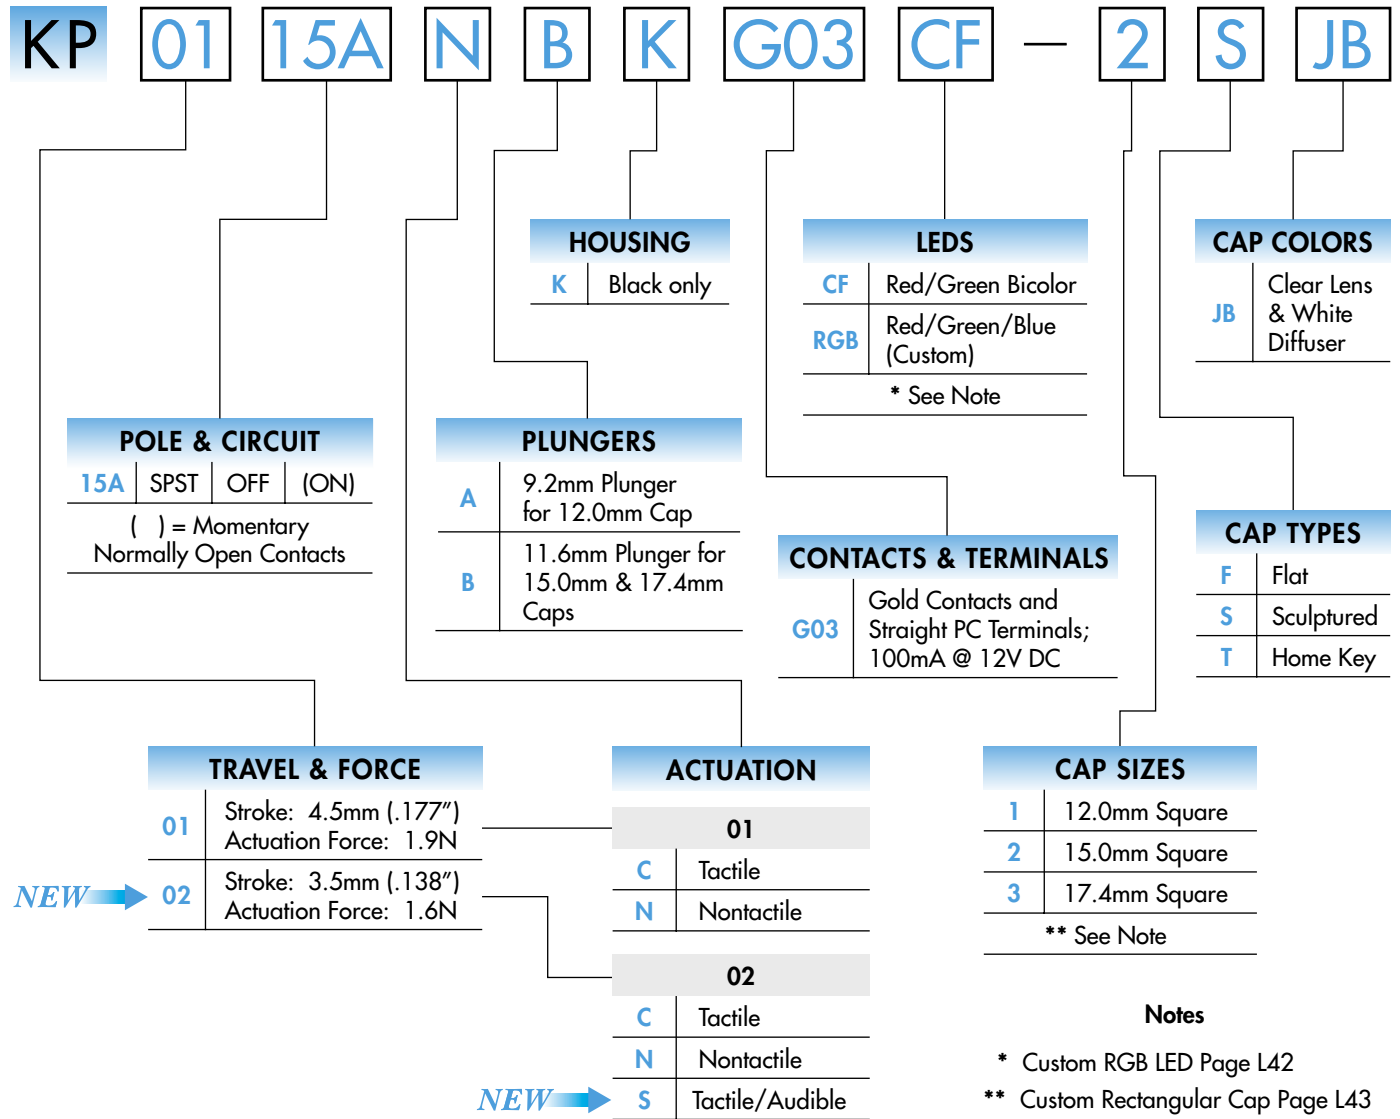 KP 01 15A N B K G03 CF — 2 S JB
HOUSING
K Black only
LEDS
CF Red/Green Bicolor
RGB Red/Green/Blue
(Custom)
* See Note
CAP COLORS
JB Clear Lens
& White
Diffuser
POLE & CIRCUIT
15A SPST OFF (ON)
( ) = Momentary
Normally Open Contacts
PLUNGERS
A 9.2mm Plunger
for 12.0mm Cap
B 11.6mm Plunger for
15.0mm & 17.4mm
Caps
CONTACTS & TERMINALS
G03 Gold Contacts and
Straight PC Terminals;
100mA @ 12V DC
CAP TYPES
F Flat
S Sculptured
T Home Key
TRAVEL & FORCE
01 Stroke: 4.5mm (.177″)
Actuation Force: 1.9N
NEW 02 Stroke: 3.5mm (.138″)
Actuation Force: 1.6N
ACTUATION
01
C Tactile
N Nontactile
02
C Tactile
N Nontactile
NEW S Tactile/Audible
CAP SIZES
1 12.0mm Square
2 15.0mm Square
3 17.4mm Square
** See Note
Notes
* Custom RGB LED Page L42
** Custom Rectangular Cap Page L43